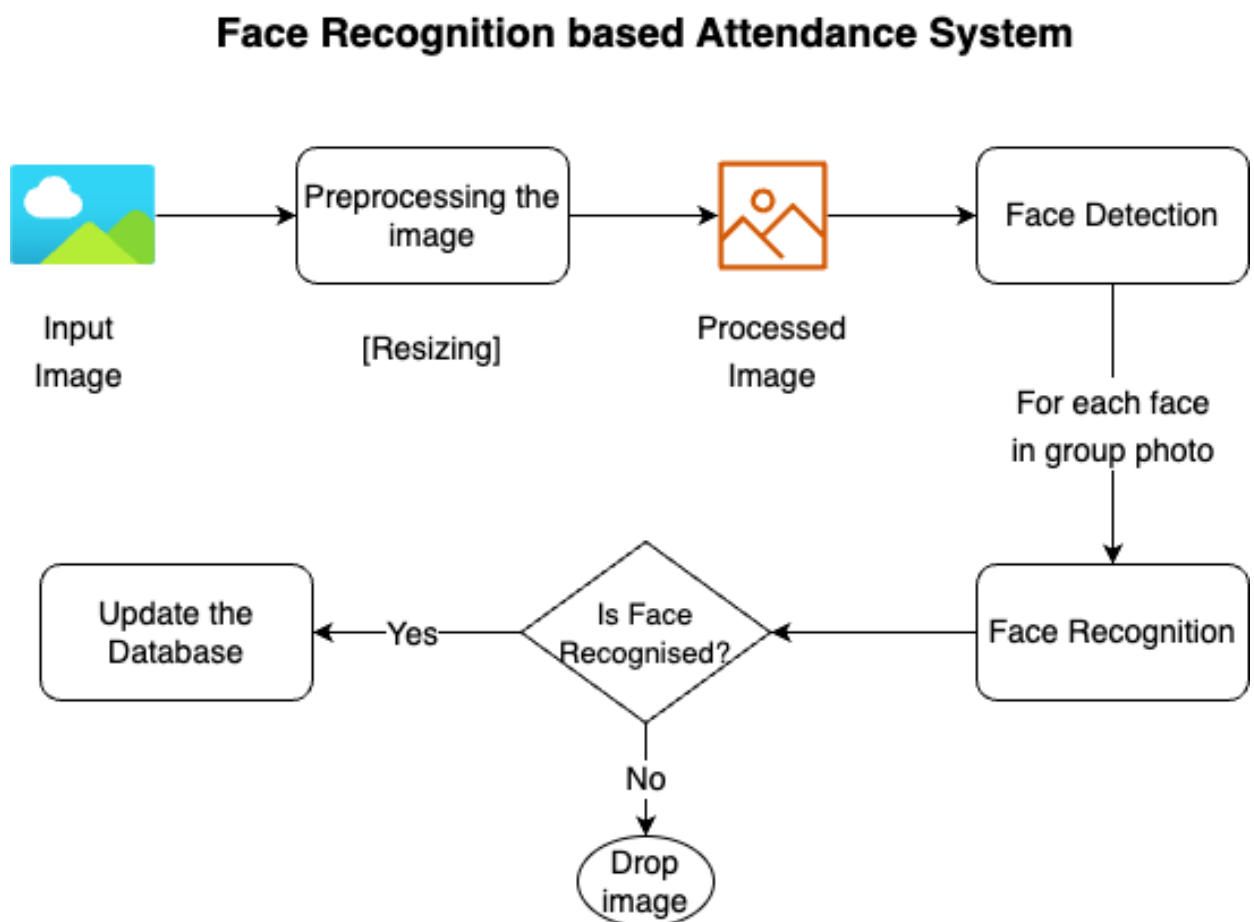 Face Recognition based Attendance System
Preprocessing the
image
Face Detection
Input
Image
[Resizing]
Processed
Image
For each face
in group photo
Update the
Database
Yes
Is Face
Recognised?
Face Recognition
No
Drop
image